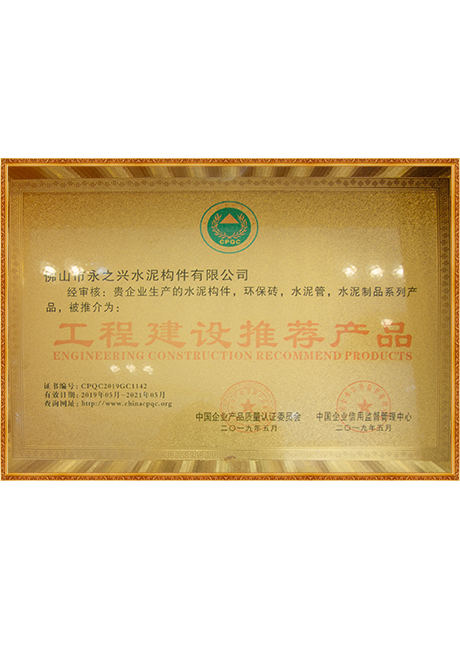 CPQC
佛山市永之兴水泥构件有限公司
经审核：贵企业生产的水泥构件，环保砖，水泥管，水泥制品系列产
品，被推介为：
工程建设推荐产品
ENGINEERING CONSTRUCTION RECOMMEND PRODUCTS
证书编号：CPQC2019GC1142
有效日期：2019年05月-2021年05月
查询网址：http://www.chinacpqc.org
中国企业产品质量认证委员会 中国企业信用监督管理中心
二〇一九年五月 二〇一九年五月